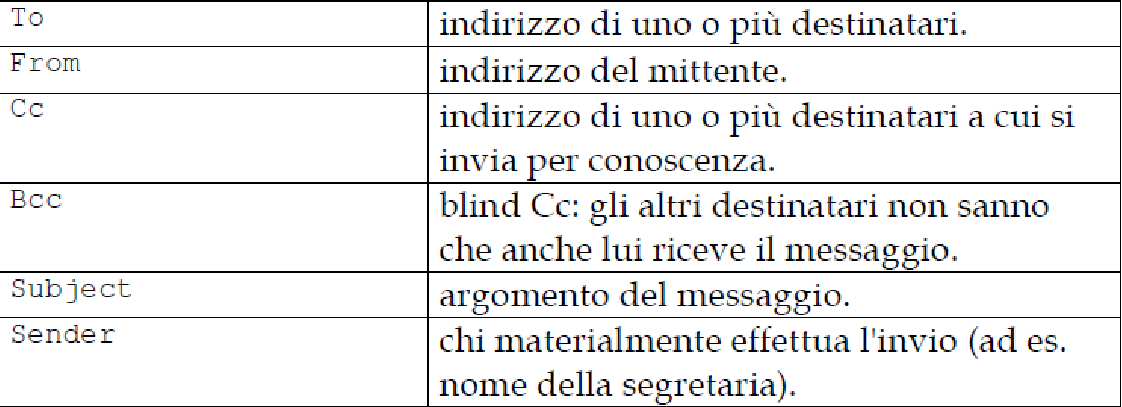 To
indirizzo di uno o più destinatari.
From
indirizzo del mittente.
Cc
indirizzo di uno o più destinatari a cui si
invia per conoscenza.
Bcc
blind Cc: gli altri destinatari non sanno
che anche lui riceve il messaggio.
Subject
argomento del messaggio.
Sender
chi materialmente effettua l'invio (ad es.
nome della segretaria).